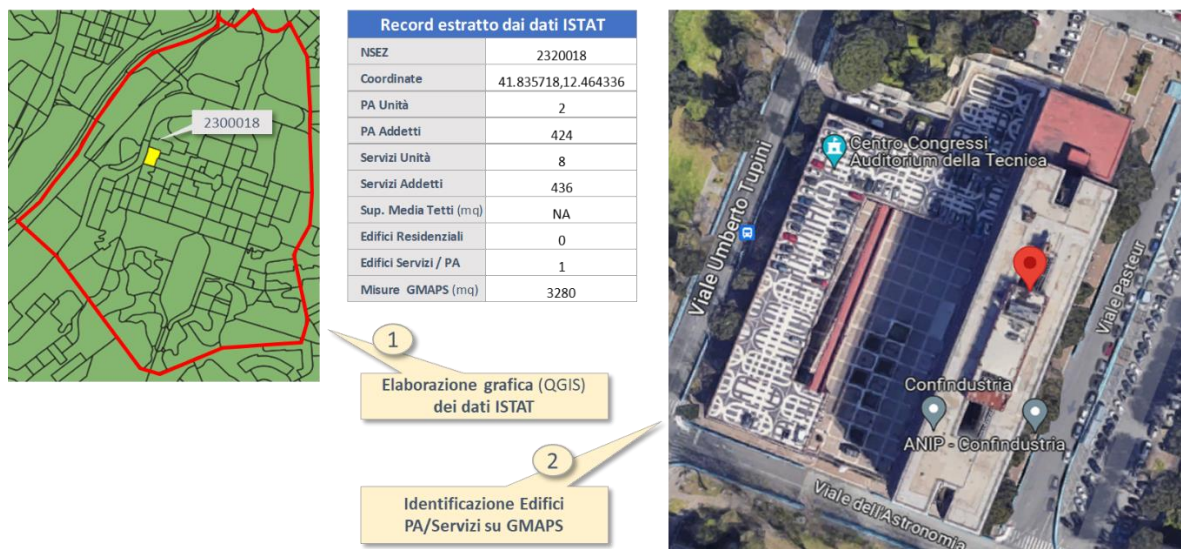 2300018
Record estratto dai dati ISTAT
NSEZ 2320018
Coordinate 41.835718,12.464336
PA Unità 2
PA Addetti 424
Servizi Unità 8
Servizi Addetti 436
Sup. Media Tetti (mq) NA
Edifici Residenziali 0
Edifici Servizi / PA 1
Misure GMAPS (mq) 3280
1
Elaborazione grafica (QGIS)
dei dati ISTAT
2
Identificazione Edifici
PA/Servizi su GMAPS
Centro Congressi
Auditorium della Tecnica
Viale Umberto Tupini
Viale Pasteur
Confindustria
ANIP - Confindustria
Viale dell'Astronomia